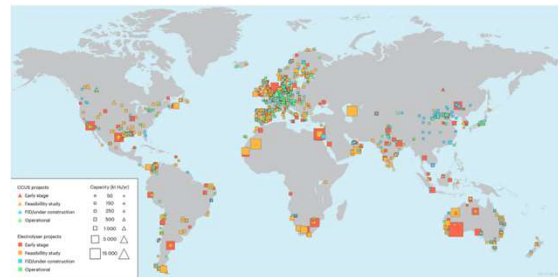 CCUS projects
Early stage
Feasibility study
FID/under construction
Operational
Electrolyser projects
Early stage
Feasibility study
FID/under construction
Operational
Capacity (kt H₂/yr)
50
150
250
500
1 000
5 000
15 000